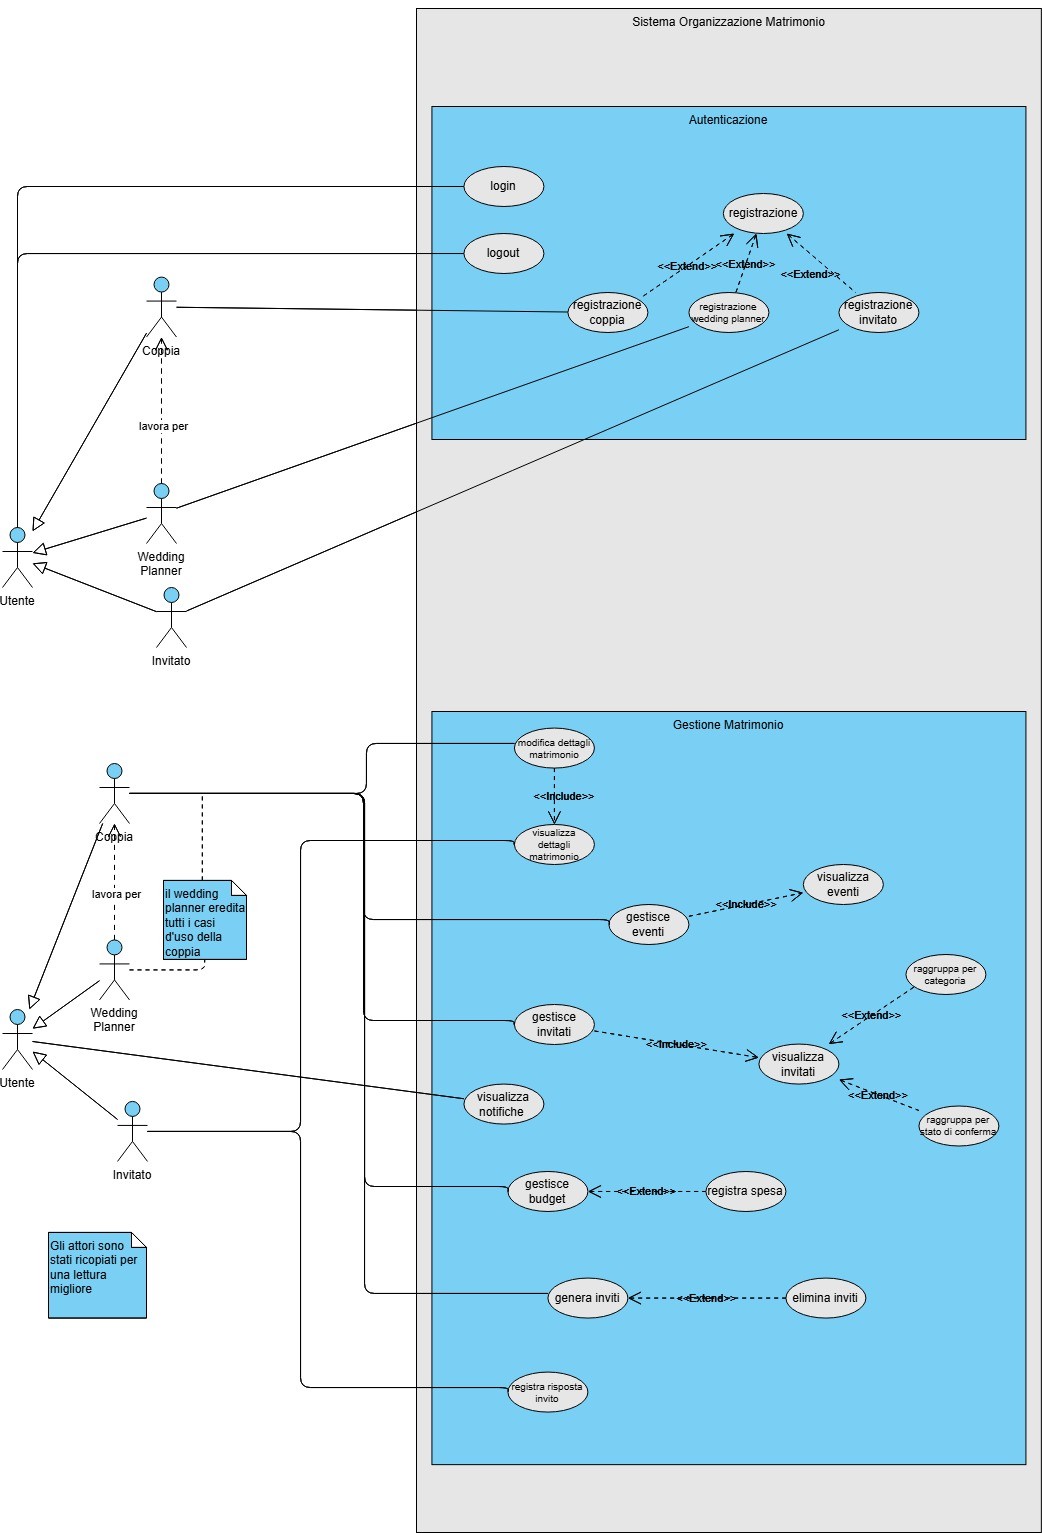 Sistema Organizzazione Matrimonio
Autenticazione
login
registrazione
logout
<<Extend>>
<<Extend>>
<<Extend>>
registrazione
coppia
registrazione
wedding planner
registrazione
invitato
Coppia
lavora per
Wedding
Planner
Utente
Invitato
Gestione Matrimonio
modifica dettagli
matrimonio
<<Include>>
visualizza
dettagli
matrimonio
Coppia
lavora per
il wedding
planner eredita
tutti i casi
d'uso della
coppia
visualizza
eventi
<<Include>>
gestisce
eventi
raggruppa per
categoria
Wedding
Planner
gestisce
invitati
<<Extend>>
<<Include>>
visualizza
invitati
Utente
visualizza
notifiche
<<Extend>>
raggruppa per
stato di conferma
Invitato
gestisce
budget
<<Extend>>
registra spesa
Gli attori sono
stati ricopiati per
una lettura
migliore
genera inviti
<<Extend>>
elimina inviti
registra risposta
invito